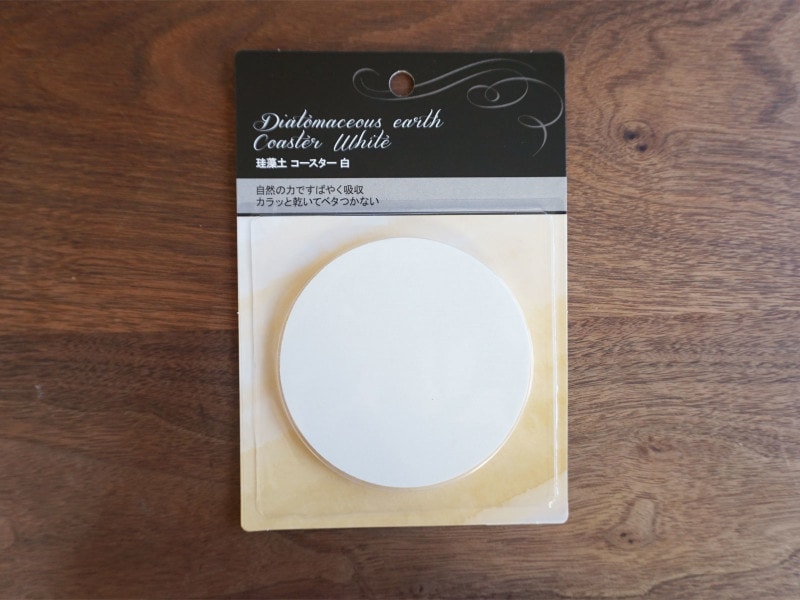 Diatomaceous earth
Coaster White
珪藻土 コースター 白
自然の力ですばやく吸収
カラッと乾いてベタつかない